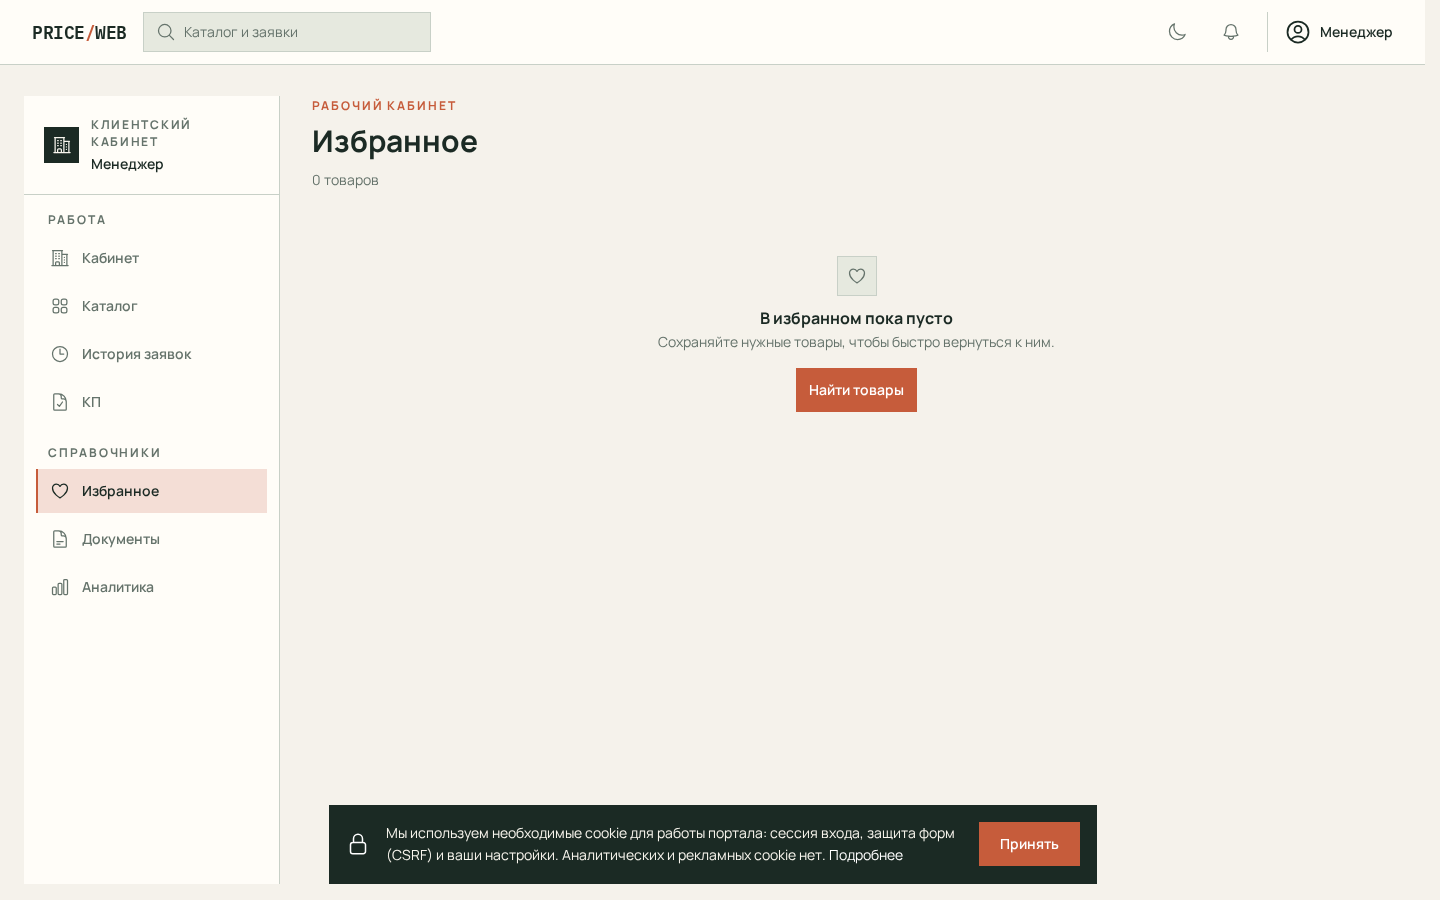 PRICE/WEB
Каталог и заявки
Менеджер
КЛИЕНТСКИЙ
КАБИНЕТ
Менеджер
РАБОТА
Кабинет
Каталог
История заявок
КП
СПРАВОЧНИКИ
Избранное
Документы
Аналитика
РАБОЧИЙ КАБИНЕТ
Избранное
0 товаров
В избранном пока пусто
Сохраняйте нужные товары, чтобы быстро вернуться к ним.
Найти товары
Мы используем необходимые cookie для работы портала: сессия входа, защита форм
(CSRF) и ваши настройки. Аналитических и рекламных cookie нет. Подробнее
Принять